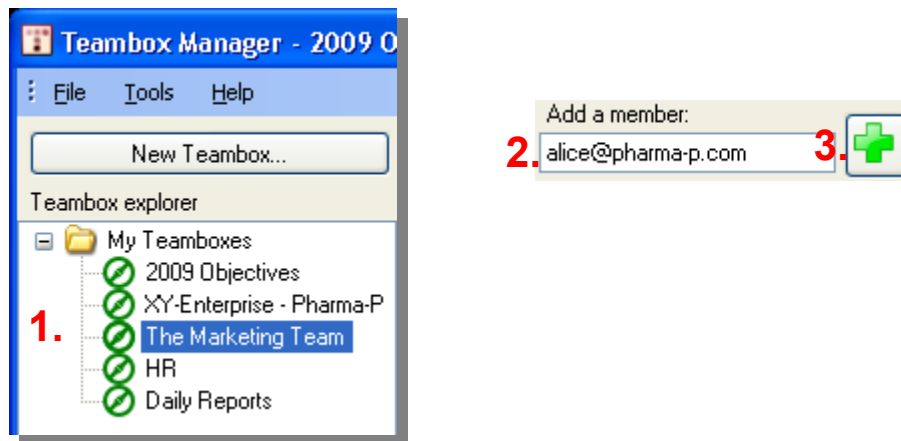 Teambox Manager - 2009 O
File Tools Help
New Teambox...
Teambox explorer
My Teamboxes
2009 Objectives
XY-Enterprise - Pharma-P
1.
The Marketing Team
HR
Daily Reports
Add a member:
2. alice@pharma-p.com 3.